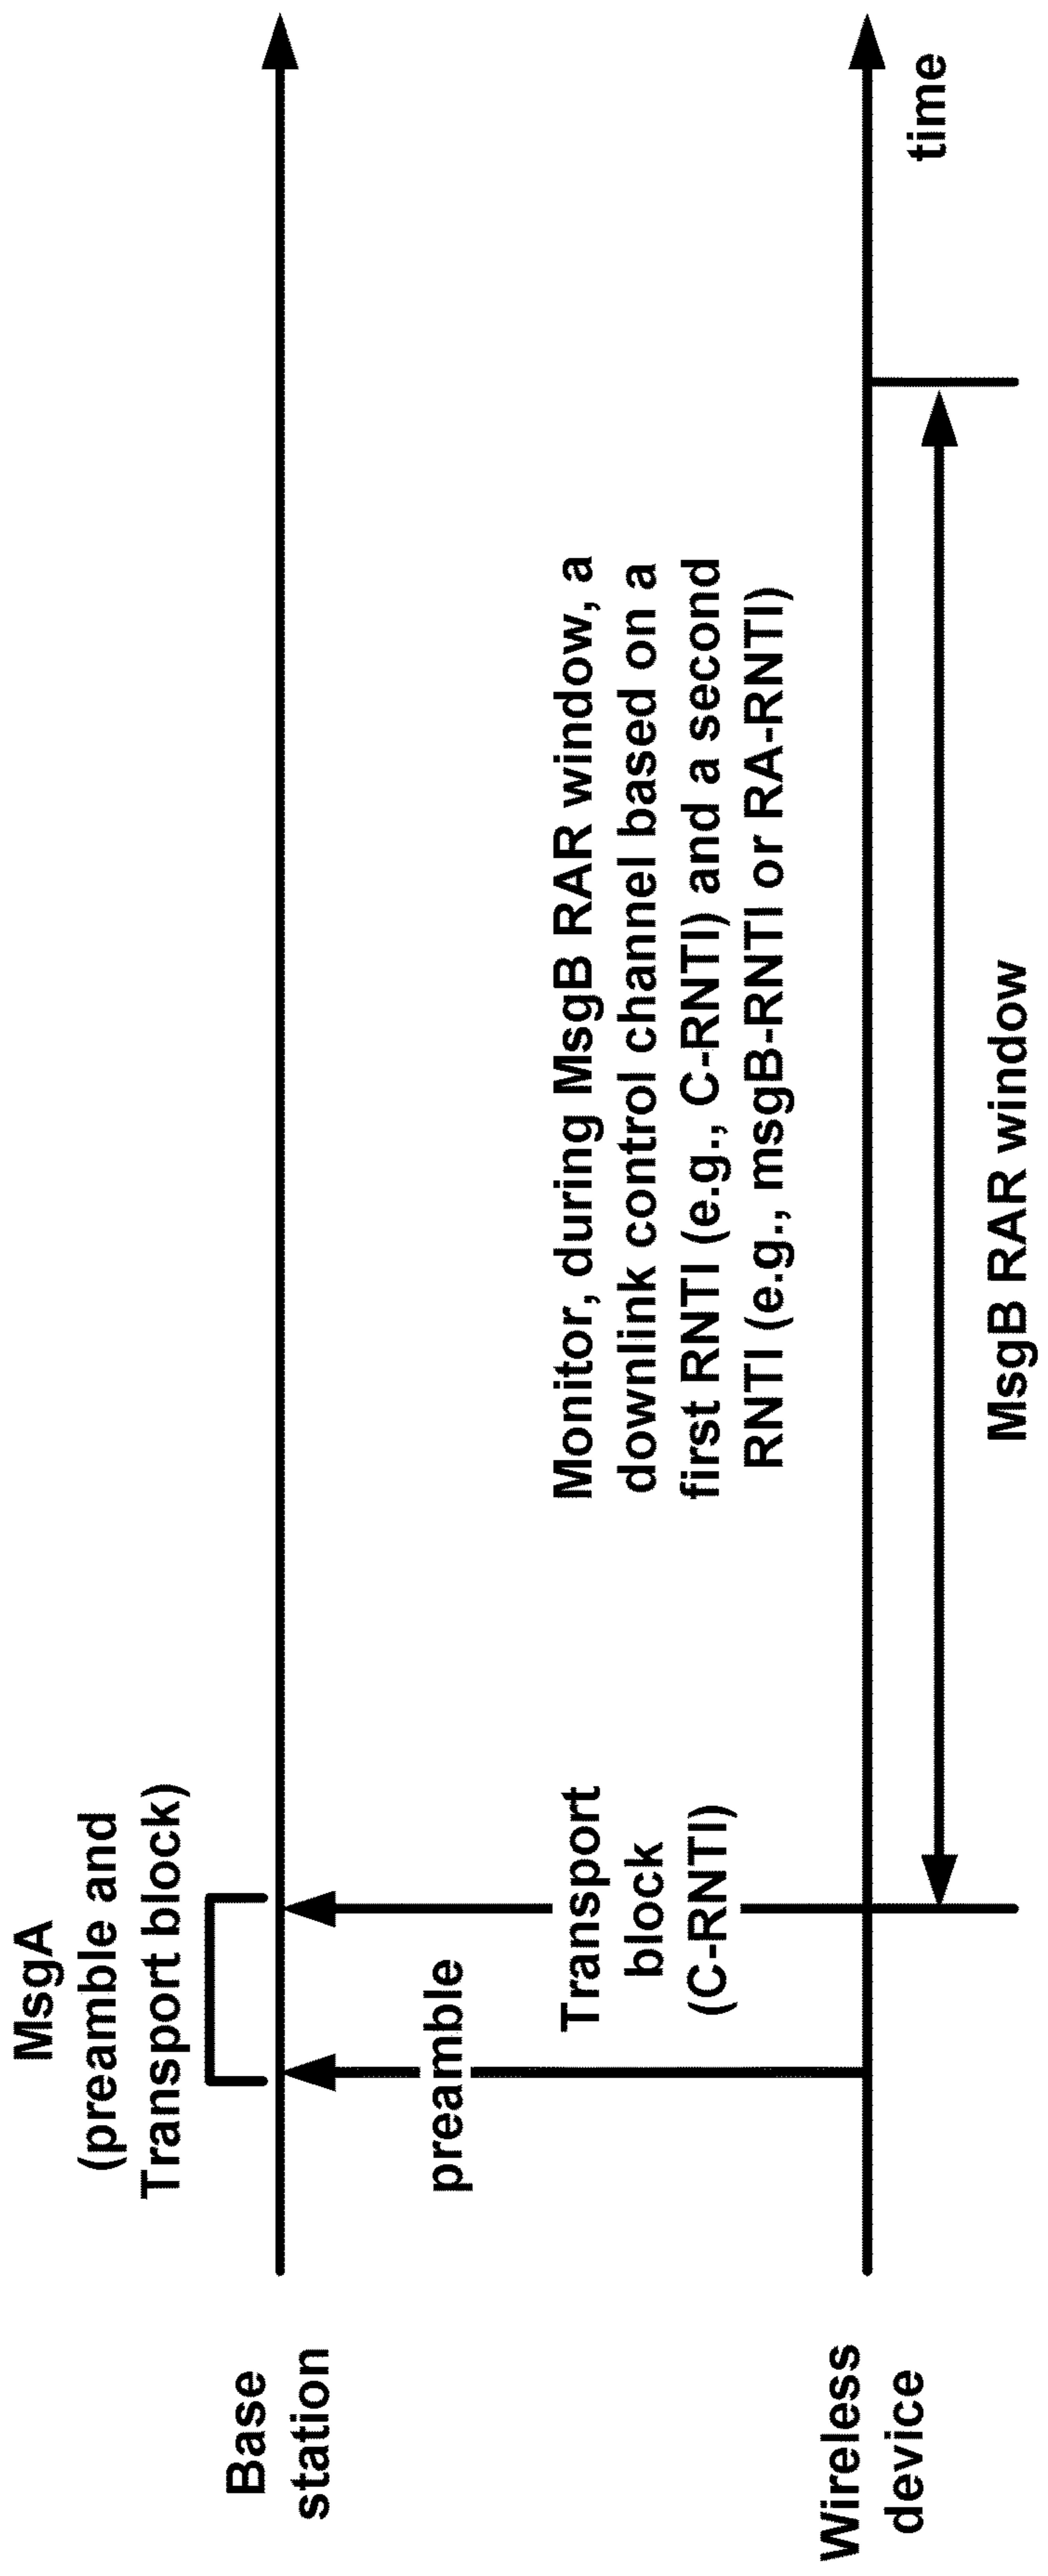 MsgA
(preamble and
Transport block)
Base
station
preamble
Transport
block
(C-RNTI)
Monitor, during MsgB RAR window, a
downlink control channel based on a
first RNTI (e.g., C-RNTI) and a second
RNTI (e.g., msgB-RNTI or RA-RNTI)
Wireless
device
time
MsgB RAR window